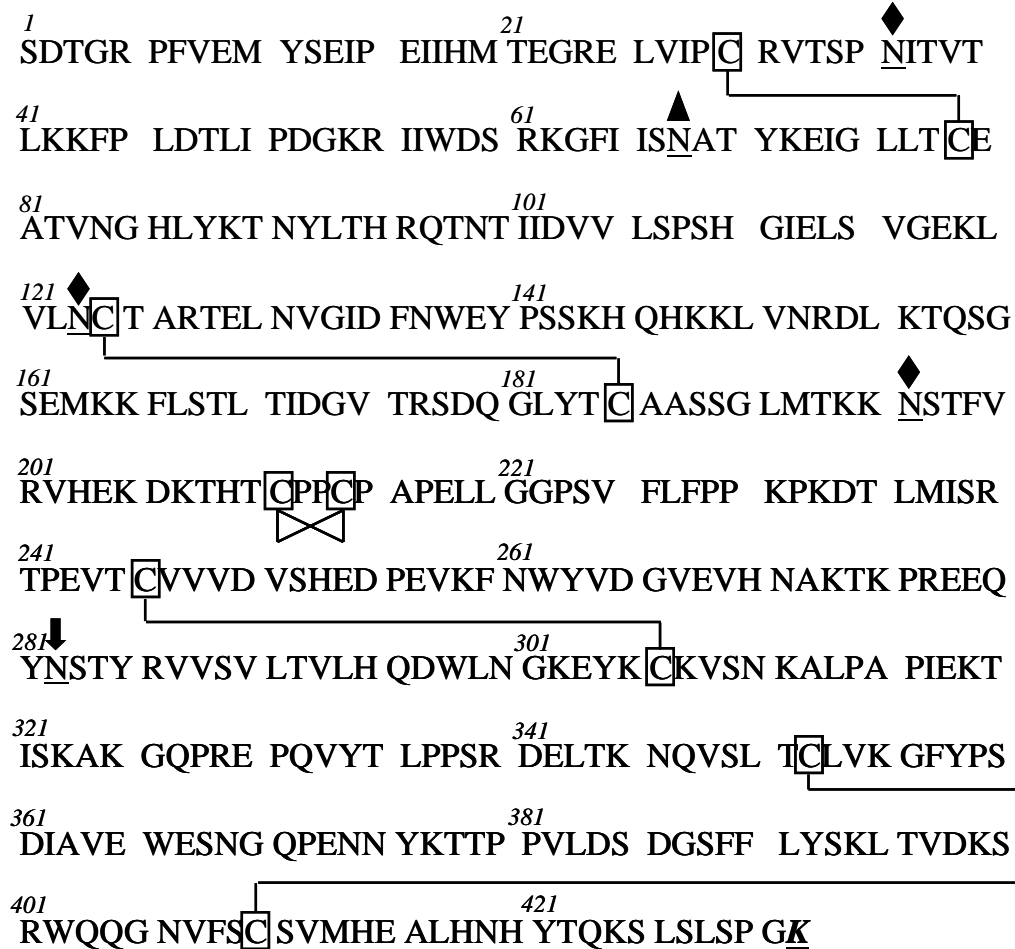 1 21
SDTGR PFVEM YSEIP EIIHM TEGRE LVIPC RVTSP NITVT
41 61
LKKFP LDTLI PDGKR IIWDS RKGFI ISNAT YKEIG LLTCE
81 101
ATVNG HLYKT NYLTH RQTNT IIDVV LSPSH GIELS VGEKL
121 141
VLNCT ARTEL NVGID FNWEY PSSKH QHKKL VNRDL KTQSG
161 181
SEMKK FLSTL TIDGV TRSDQ GLYTC AASSG LMTKK NSTFV
201 221
RVHEK DKTHT CPPCP APELL GGPSV FLFPP KPKDT LMISR
241 261
TPEVT CVVVD VSHED PEVKF NWYVD GVEVH NAKTK PREEQ
281 301
YNSTY RVVSV LTVLH QDWLN GKEYK CKVSN KALPA PIEKT
321 341
ISKAK GQPRE PQVYT LPPSR DELTK NQVSL TCLVK GFYPS
361 381
DIAVE WESNG QPENN YKTTP PVLDS DGSFF LYSKL TVDKS
401 421
RWQQG NVFSC SVMHE ALHNH YTQKS LSLSP GK